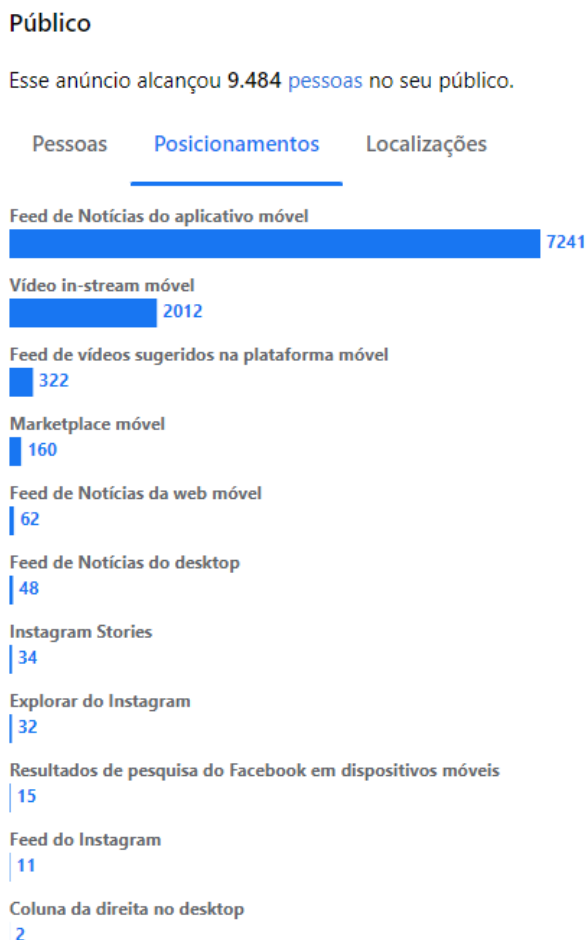 Público
Esse anúncio alcançou 9.484 pessoas no seu público.
Pessoas Posicionamentos Localizações
Feed de Notícias do aplicativo móvel
7241
Vídeo in-stream móvel
2012
Feed de vídeos sugeridos na plataforma móvel
322
Marketplace móvel
160
Feed de Notícias da web móvel
62
Feed de Notícias do desktop
48
Instagram Stories
34
Explorar do Instagram
32
Resultados de pesquisa do Facebook em dispositivos móveis
15
Feed do Instagram
11
Coluna da direita no desktop
2